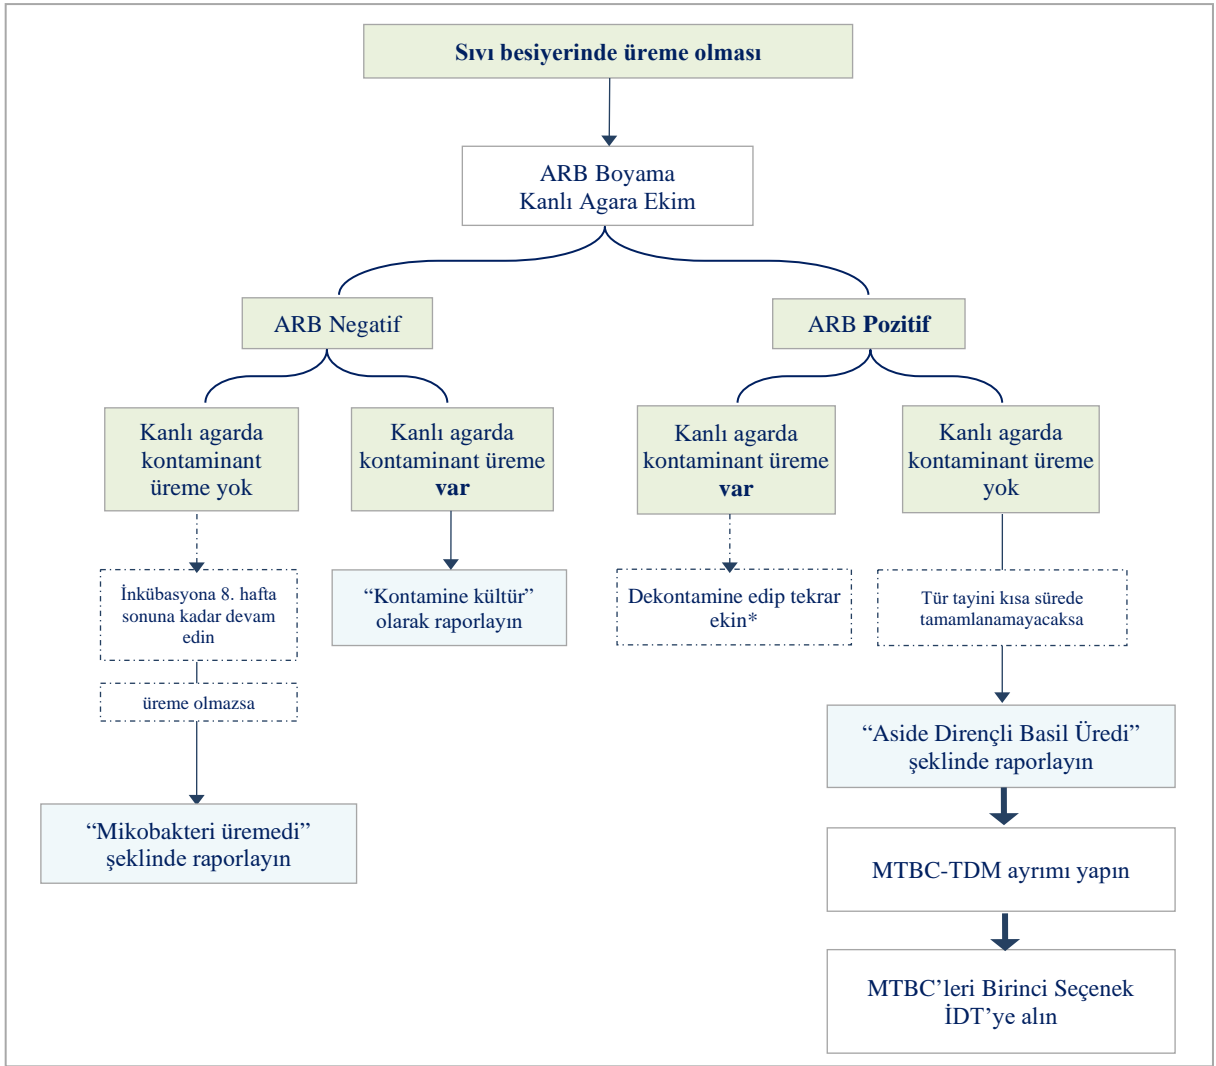 Sıvı besiyerinde üreme olması
ARB Boyama
Kanlı Agara Ekim
ARB Negatif
ARB Pozitif
Kanlı agarda
kontaminant
üreme yok
Kanlı agarda
kontaminant üreme
var
Kanlı agarda
kontaminant üreme
var
Kanlı agarda
kontaminant üreme
yok
İnkübasyona 8. hafta
sonuna kadar devam
edin
“Kontamine kültür”
olarak raporlayın
Dekontamine edip tekrar
ekin*
Tür tayini kısa sürede
tamamlanamayacaksa
üreme olmazsa
“Mikobakteri üremedi”
şeklinde raporlayın
“Aside Dirençli Basil Üredi”
şeklinde raporlayın
MTBC-TDM ayrımı yapın
MTBC’leri Birinci Seçenek
İDT’ye alın